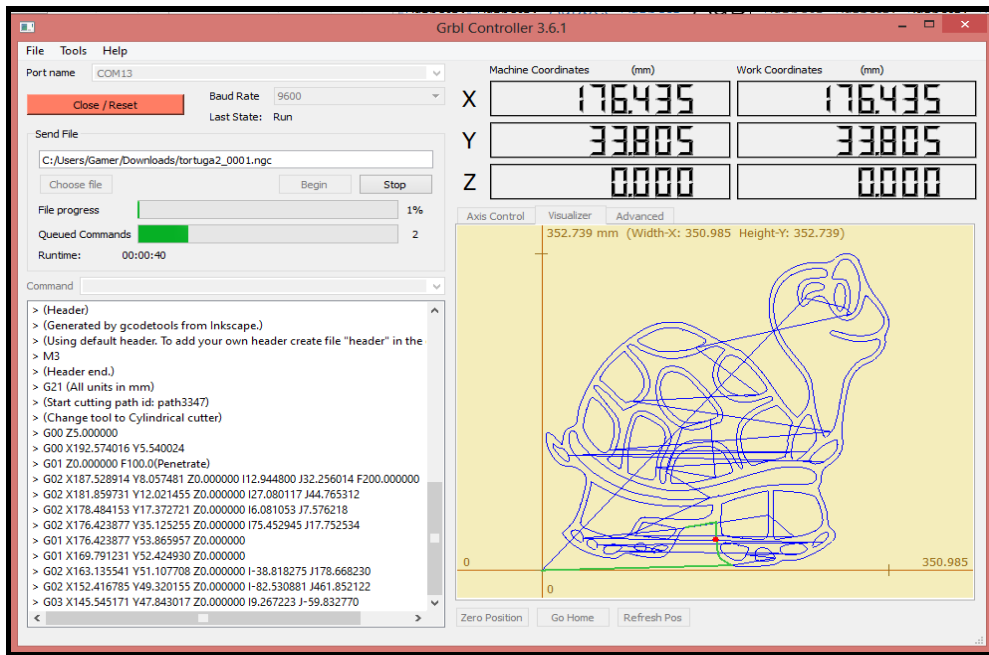 Grbl Controller 3.6.1
File Tools Help
Port name COM13
Close / Reset
Baud Rate 9600
Last State: Run
Send File
C:/Users/Gamer/Downloads/tortuga2_0001.ngc
Choose file Begin Stop
File progress 1%
Queued Commands 2
Runtime: 00:00:40
Command
> (Header)
> (Generated by gcodetools from Inkscape.)
> (Using default header. To add your own header create file "header" in the
> M3
> (Header end.)
> G21 (All units in mm)
> (Start cutting path id: path3347)
> (Change tool to Cylindrical cutter)
> G00 Z5.000000
> G00 X192.574016 Y5.540024
> G01 Z0.000000 F100.0(Penetrate)
> G02 X187.528914 Y8.057481 Z0.000000 I12.944800 J32.256014 F200.000000
> G02 X181.859731 Y12.021455 Z0.000000 I27.080117 J44.765312
> G02 X178.484153 Y17.372721 Z0.000000 I6.081053 J7.576218
> G02 X176.423877 Y35.125255 Z0.000000 I75.452945 J17.752534
> G01 X176.423877 Y53.865957 Z0.000000
> G01 X169.791231 Y52.424930 Z0.000000
> G02 X163.135541 Y51.107708 Z0.000000 I-38.818275 J178.668230
> G02 X152.416785 Y49.320155 Z0.000000 I-82.530881 J461.852122
> G03 X145.545171 Y47.843017 Z0.000000 I9.267223 J-59.832770
Machine Coordinates (mm) Work Coordinates (mm)
X 176.435 176.435
Y 33.805 33.805
Z 0.000 0.000
Axis Control Visualizer Advanced
352.739 mm (Width-X: 350.985 Height-Y: 352.739)
0 350.985
0
Zero Position Go Home Refresh Pos